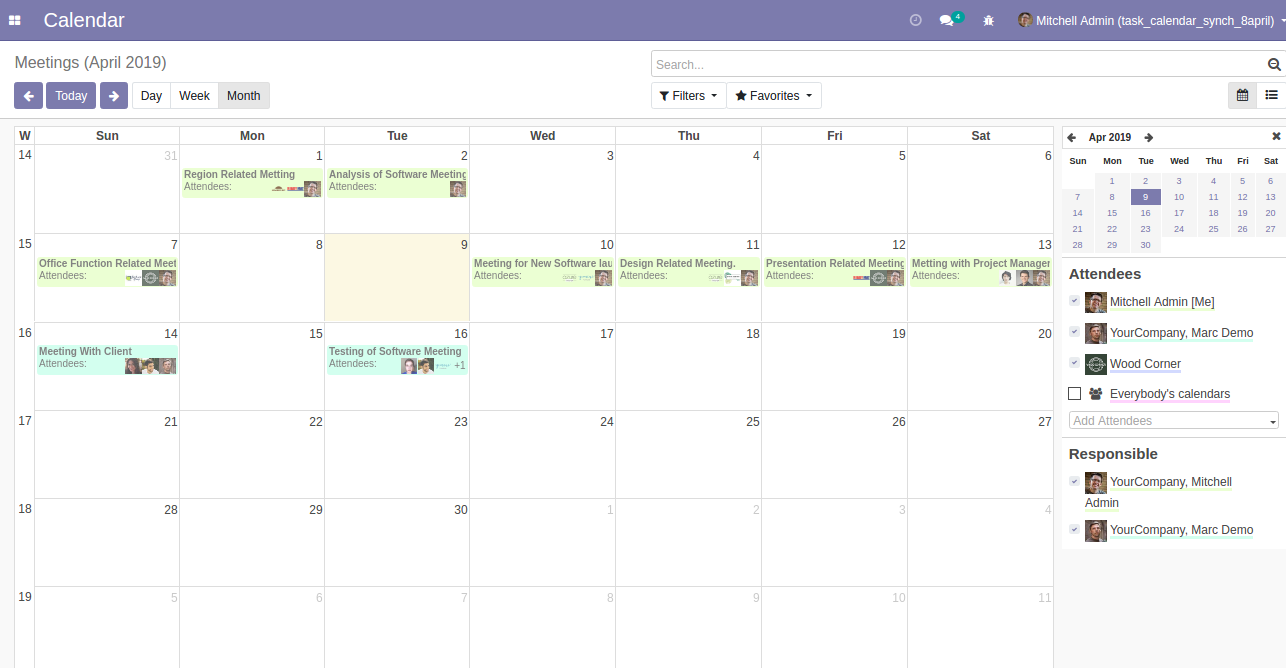 Calendar
4
Mitchell Admin (task_calendar_synch_8april)
Meetings (April 2019)
Search...
Today
Day Week Month
Filters Favorites
W Sun Mon Tue Wed Thu Fri Sat
14 31 1 2 3 4 5 6
Region Related Metting Analysis of Software Meeting
Attendees: Attendees:
15 7 8 9 10 11 12 13
Office Function Related Meet Meeting for New Software lau Design Related Meeting. Presentation Related Meeting Metting with Project Manager
Attendees: Attendees: Attendees: Attendees: Attendees:
16 14 15 16 17 18 19 20
Meeting With Client Testing of Software Meeting
Attendees: Attendees: +1
17 21 22 23 24 25 26 27
18 28 29 30 1 2 3 4
19 5 6 7 8 9 10 11
Apr 2019
Sun Mon Tue Wed Thu Fri Sat
1 2 3 4 5 6
7 8 9 10 11 12 13
14 15 16 17 18 19 20
21 22 23 24 25 26 27
28 29 30
Attendees
Mitchell Admin [Me]
YourCompany, Marc Demo
Wood Corner
Everybody's calendars
Add Attendees
Responsible
YourCompany, Mitchell
Admin
YourCompany, Marc Demo